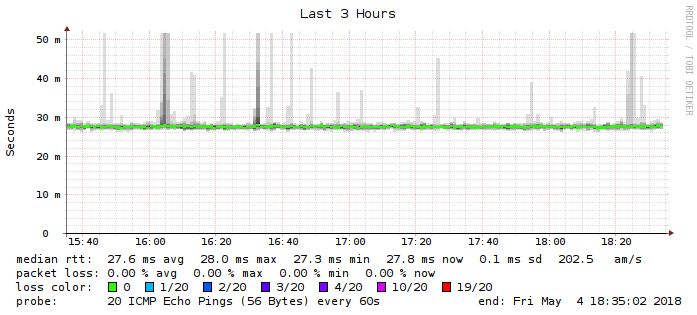 Last 3 Hours
RRDTOOL / TOBI OETIKER
Seconds
50 m
40 m
30 m
20 m
10 m
0
15:40 16:00 16:20 16:40 17:00 17:20 17:40 18:00 18:20
median rtt: 27.6 ms avg 28.0 ms max 27.3 ms min 27.8 ms now 0.1 ms sd 202.5 am/s
packet loss: 0.00 % avg 0.00 % max 0.00 % min 0.00 % now
loss color: 0 1/20 2/20 3/20 4/20 10/20 19/20
probe: 20 ICMP Echo Pings (56 Bytes) every 60s end: Fri May 4 18:35:02 2018